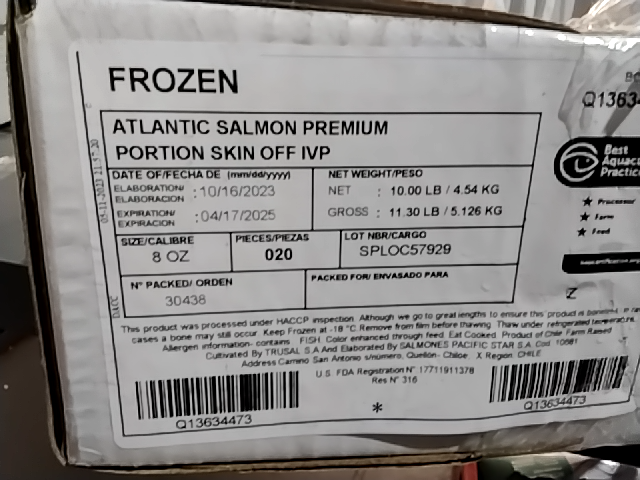 FROZEN
ATLANTIC SALMON PREMIUM
PORTION SKIN OFF IVP
DATE OF/FECHA DE (mm/dd/yyyy)
ELABORATION/
ELABORACION : 10/16/2023
EXPIRATION/
EXPIRACION : 04/17/2025
NET WEIGHT/PESO
NET : 10.00 LB / 4.54 KG
GROSS : 11.30 LB / 5.126 KG
SIZE/CALIBRE
8 OZ
PIECES/PIEZAS
020
LOT NBR/CARGO
SPLOC57929
N° PACKED/ ORDEN
30438
PACKED FOR/ ENVASADO PARA
This product was processed under HACCP inspection. Although we go to great lengths to ensure this product is boneless, in rare
cases a bone may still occur. Keep Frozen at -18 °C. Remove from film before thawing. Thaw under refrigerated temperature.
Allergen information- contains: FISH. Color enhanced through feed. Eat Cooked. Product of Chile. Farm Raised
Cultivated By TRUSAL S.A And Elaborated By SALMONES PACIFIC STAR S.A. Cod. 10681
Address Camino San Antonio s/número, Quellón- Chiloe X Region. CHILE
U.S. FDA Registration N° 17711911378
Res N° 316
Q13634473
*
Q13634473
Q1363
Best
Aquac
Practice
Processor
Farm
Feed
Z